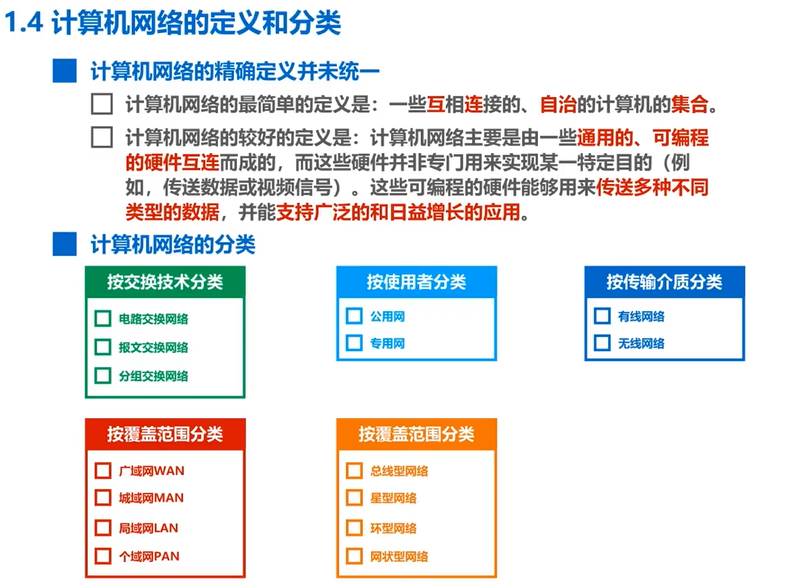 1.4 计算机网络的定义和分类
计算机网络的精确定义并未统一
计算机网络的最简单的定义是：一些互相连接的、自治的计算机的集合。
计算机网络的较好的定义是：计算机网络主要是由一些通用的、可编程
的硬件互连而成的，而这些硬件并非专门用来实现某一特定目的（例
如，传送数据或视频信号）。这些可编程的硬件能够用来传送多种不同
类型的数据，并能支持广泛的和日益增长的应用。
计算机网络的分类
按交换技术分类
电路交换网络
报文交换网络
分组交换网络
按使用者分类
公用网
专用网
按传输介质分类
有线网络
无线网络
按覆盖范围分类
广域网WAN
城域网MAN
局域网LAN
个域网PAN
按覆盖范围分类
总线型网络
星型网络
环型网络
网状型网络